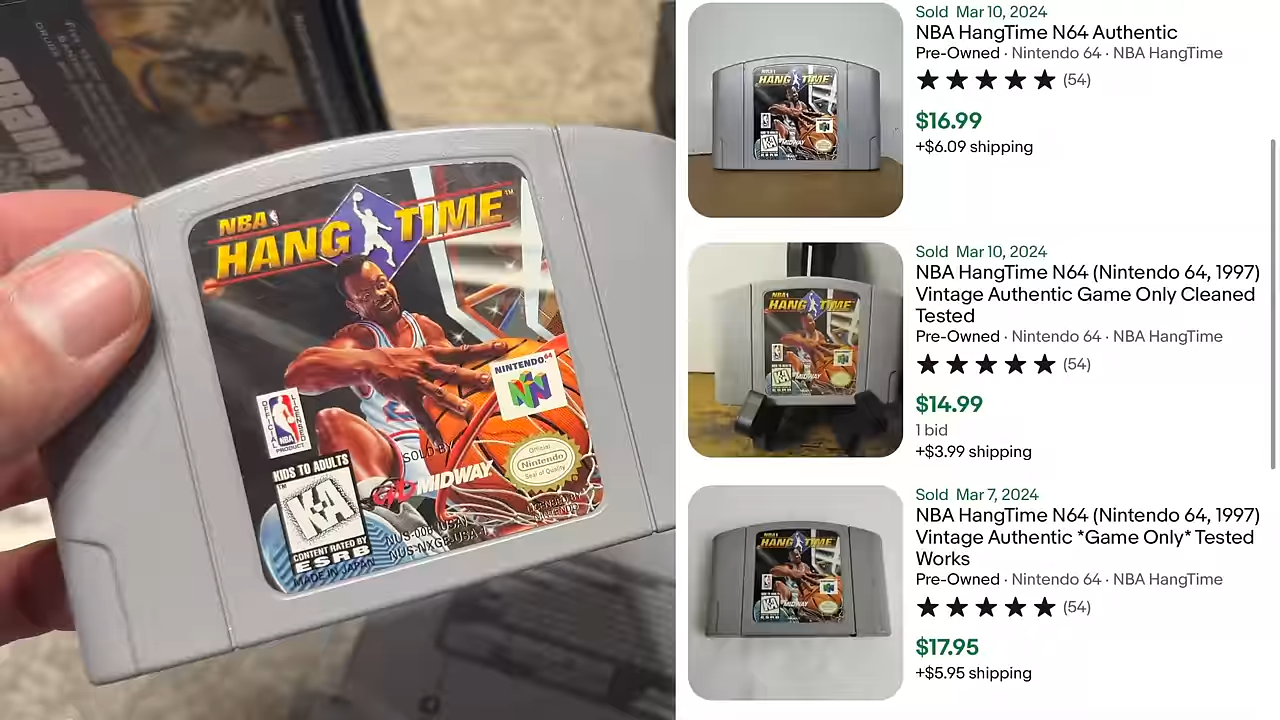 NBA
HANG TIME™
OFFICIAL LICENSED
NBA
PRODUCT
NINTENDO 64
KIDS TO ADULTS
K-A
CONTENT RATED BY
ESRB
SOLD BY
MIDWAY
Official
Nintendo
Seal of Quality
LICENSED BY
NINTENDO
NUS-006 (USA)
NUS-NXGE-USA
MADE IN JAPAN
Sold Mar 10, 2024
NBA HangTime N64 Authentic
Pre-Owned · Nintendo 64 · NBA HangTime
(54)
$16.99
+$6.09 shipping
Sold Mar 10, 2024
NBA HangTime N64 (Nintendo 64, 1997)
Vintage Authentic Game Only Cleaned
Tested
Pre-Owned · Nintendo 64 · NBA HangTime
(54)
$14.99
1 bid
+$3.99 shipping
Sold Mar 7, 2024
NBA HangTime N64 (Nintendo 64, 1997)
Vintage Authentic *Game Only* Tested
Works
Pre-Owned · Nintendo 64 · NBA HangTime
(54)
$17.95
+$5.95 shipping